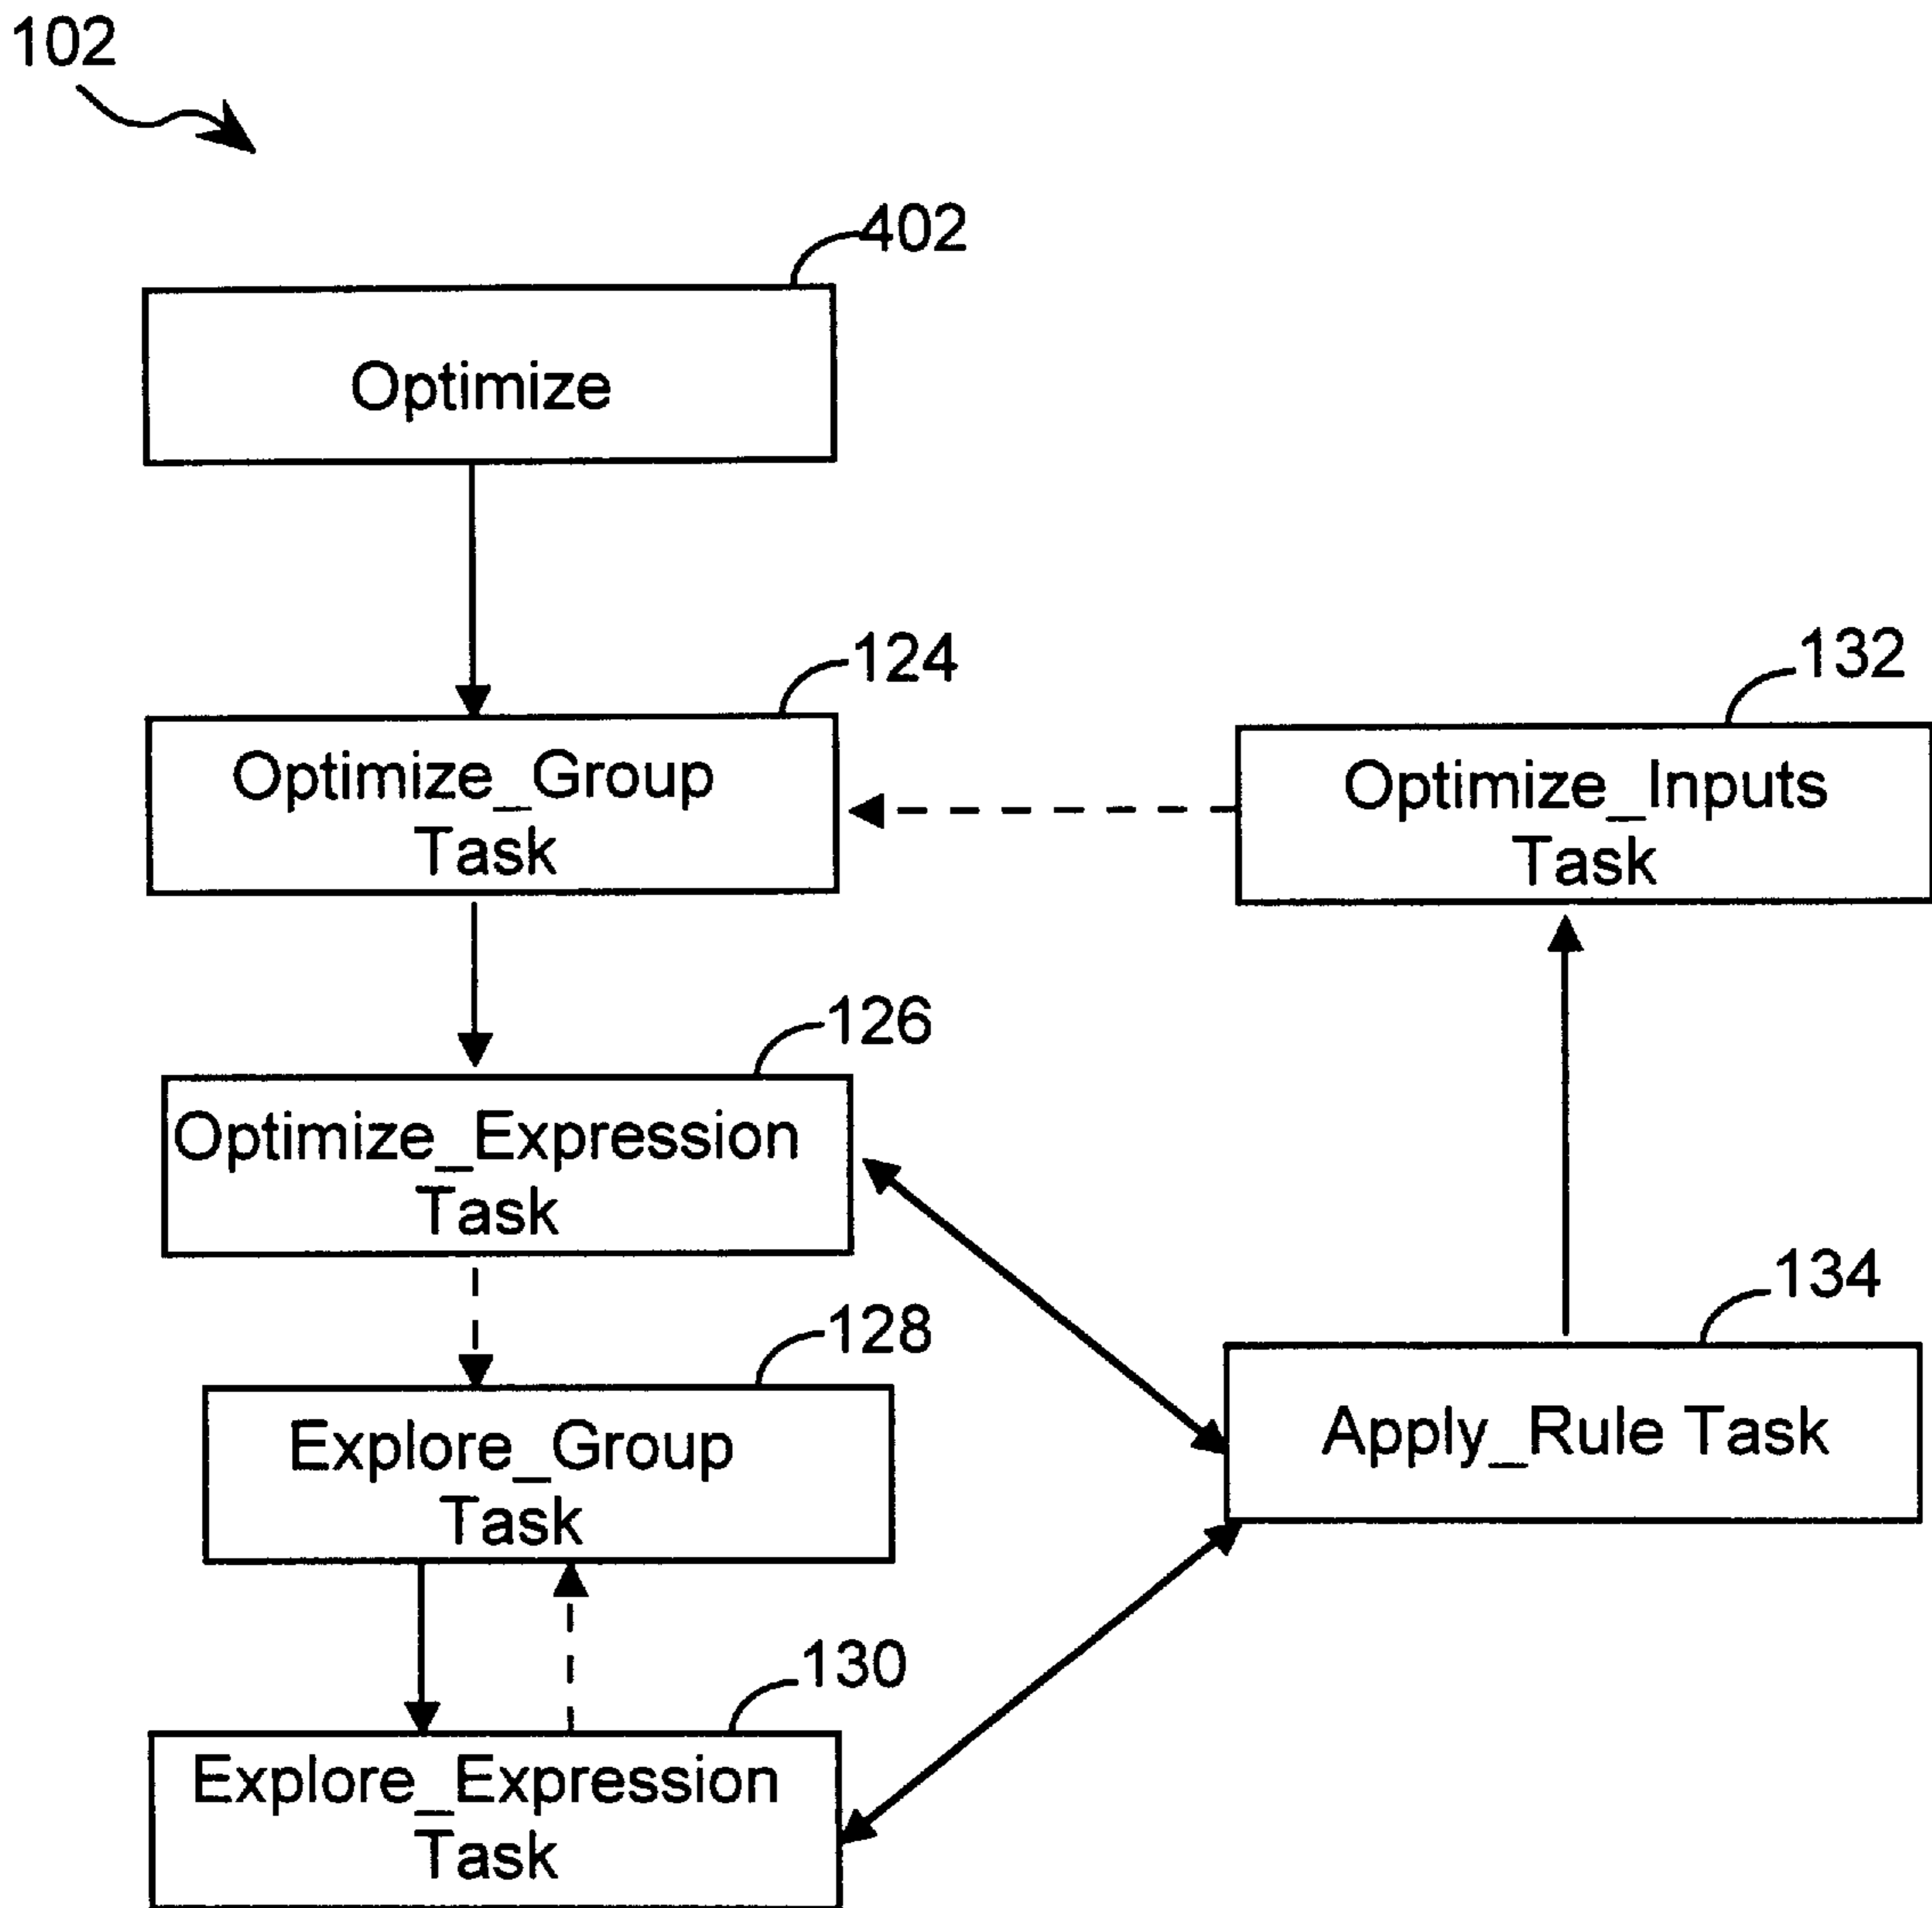 102
402
Optimize
124
132
Optimize_Group
Task
Optimize_Inputs
Task
126
Optimize_Expression
Task
134
128
Explore_Group
Task
Apply_Rule Task
130
Explore_Expression
Task